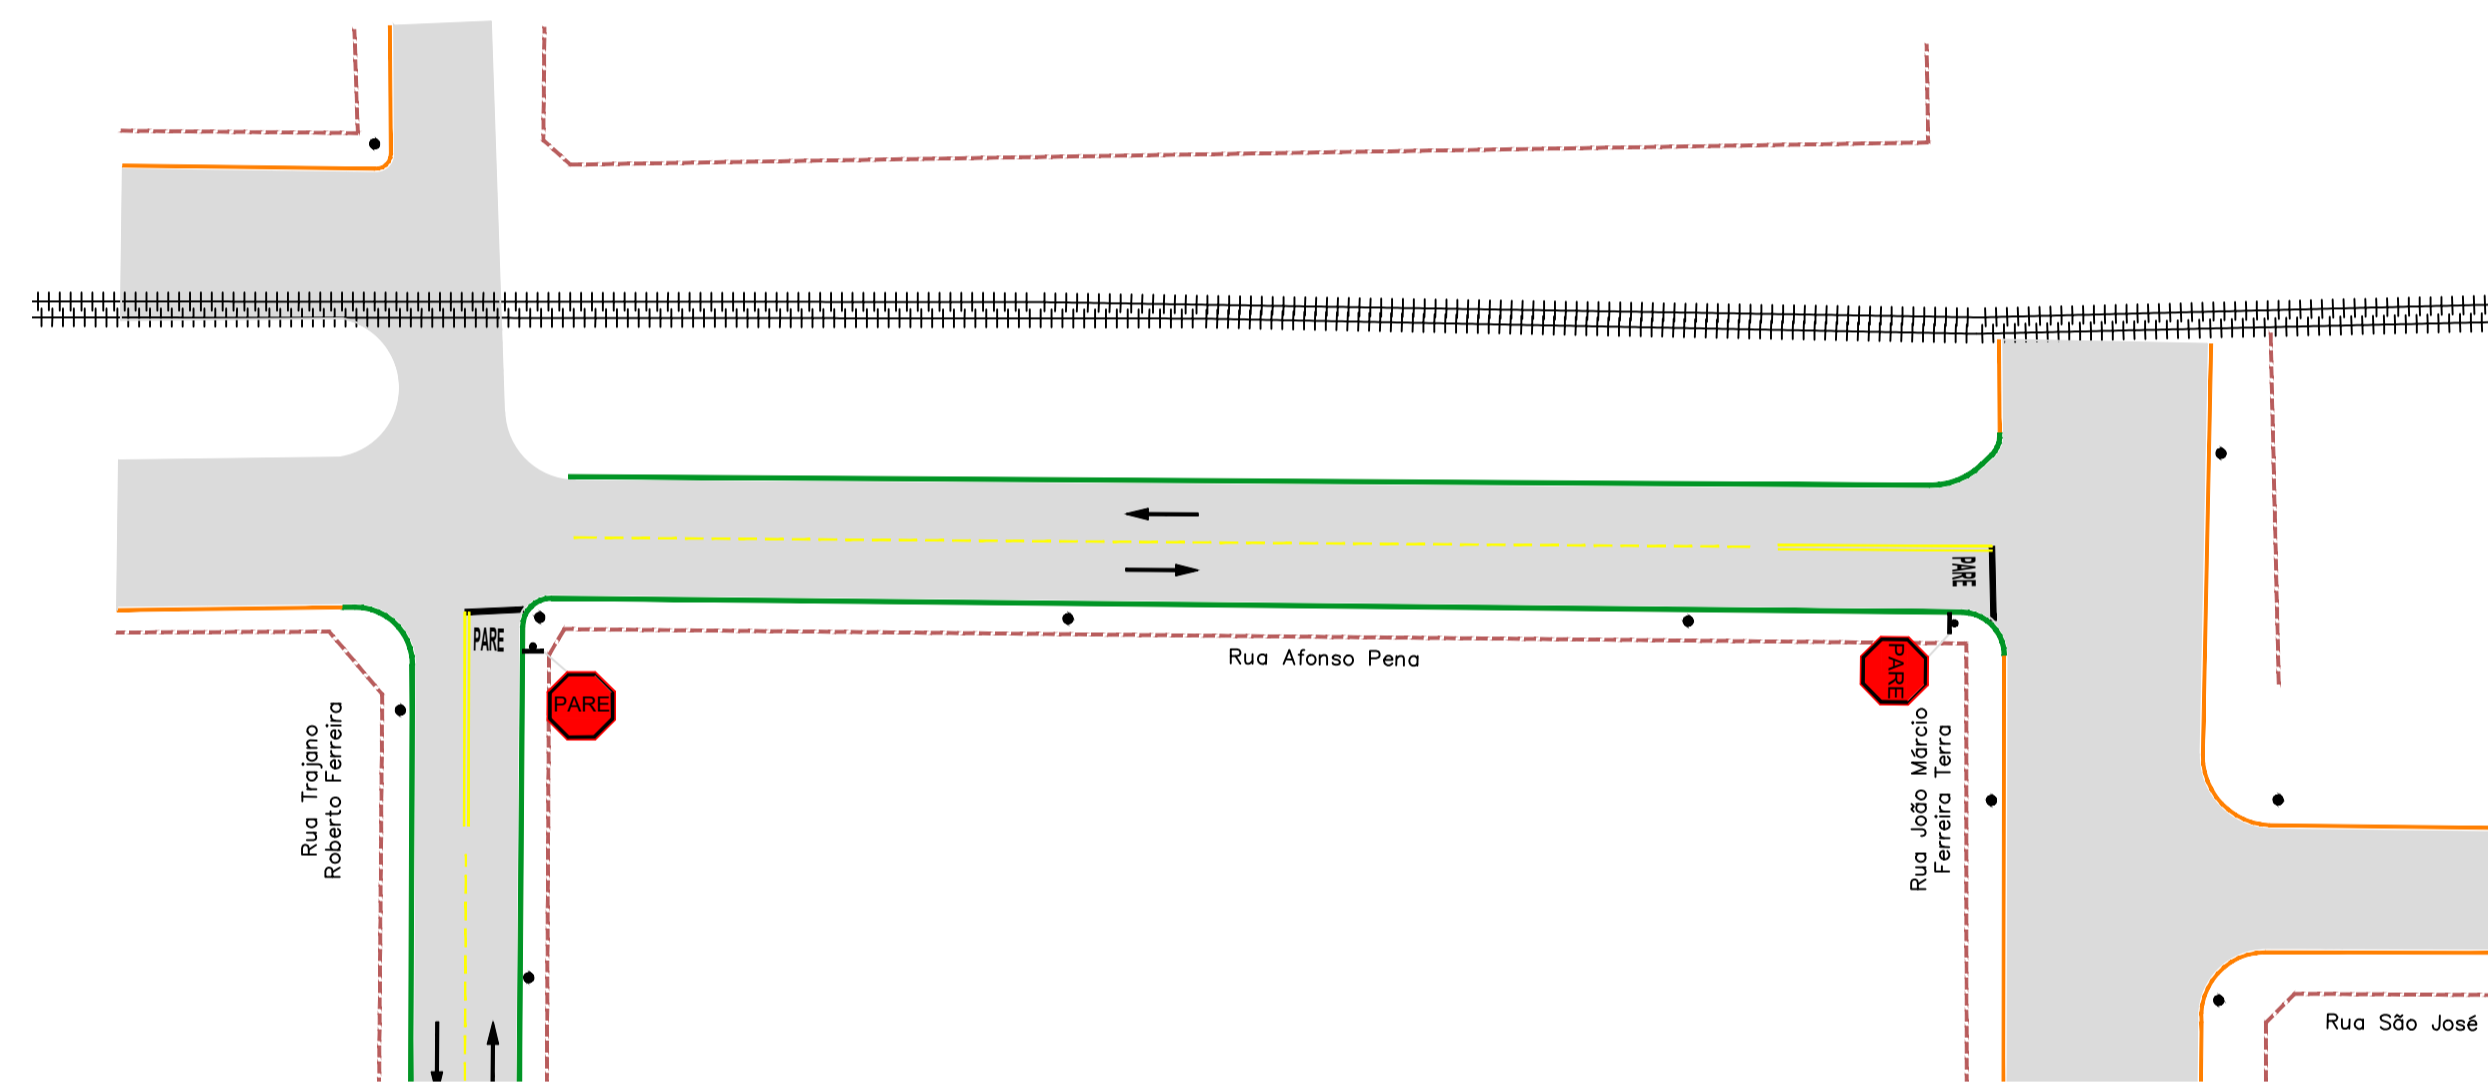 PARE
PARE
PARE
PARE
Rua Afonso Pena
Rua Trajano
Roberto Ferreira
Rua João Márcio
Ferreira Terra
Rua São José